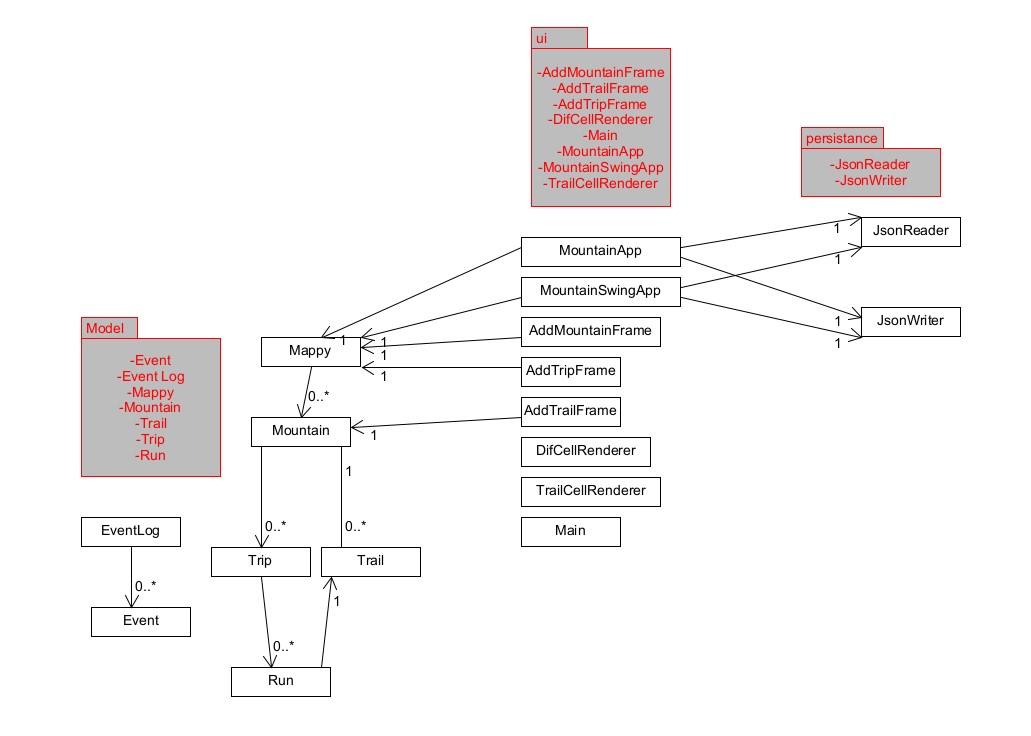 ui
-AddMountainFrame
-AddTrailFrame
-AddTripFrame
-DifCellRenderer
-Main
-MountainApp
-MountainSwingApp
-TrailCellRenderer
persistance
-JsonReader
-JsonWriter
MountainApp
1
JsonReader
1
MountainSwingApp
JsonWriter
1
1
AddMountainFrame
Mappy
1
1
1
1
AddTripFrame
Model
-Event
-Event Log
-Mappy
-Mountain
-Trail
-Trip
-Run
0..*
AddTrailFrame
Mountain
1
DifCellRenderer
1
TrailCellRenderer
0..*
0..*
Main
EventLog
Trip
Trail
0..*
1
Event
0..*
Run